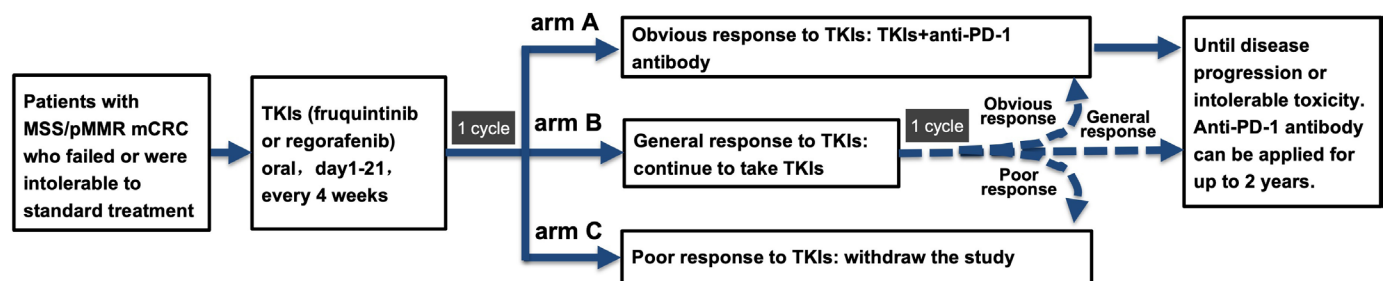 Patients with
MSS/pMMR mCRC
who failed or were
intolerable to
standard treatment
TKIs (fruquintinib
or regorafenib)
oral，day1-21，
every 4 weeks
1 cycle
arm A
Obvious response to TKIs: TKIs+anti-PD-1
antibody
arm B
General response to TKIs:
continue to take TKIs
1 cycle
Obvious
response
General
response
Poor
response
arm C
Poor response to TKIs: withdraw the study
Until disease
progression or
intolerable toxicity.
Anti-PD-1 antibody
can be applied for
up to 2 years.